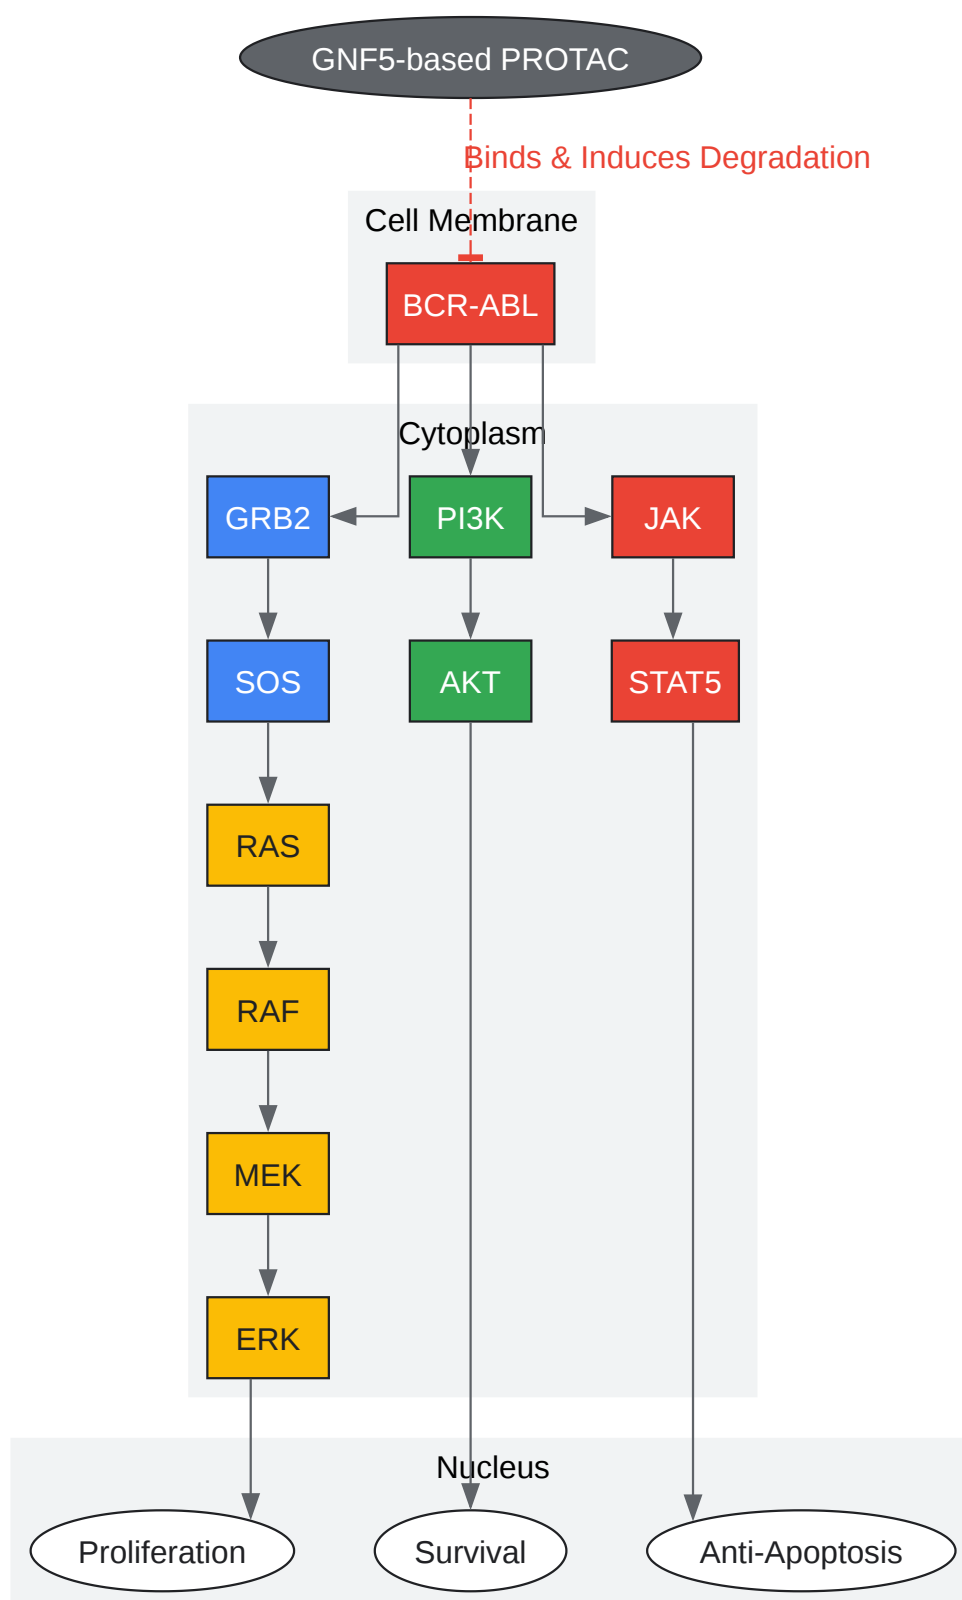 GNF5-based PROTAC
Binds & Induces Degradation
Cell Membrane
BCR-ABL
Cytoplasm
GRB2
PI3K
JAK
SOS
AKT
STAT5
RAS
RAF
MEK
ERK
Nucleus
Proliferation
Survival
Anti-Apoptosis